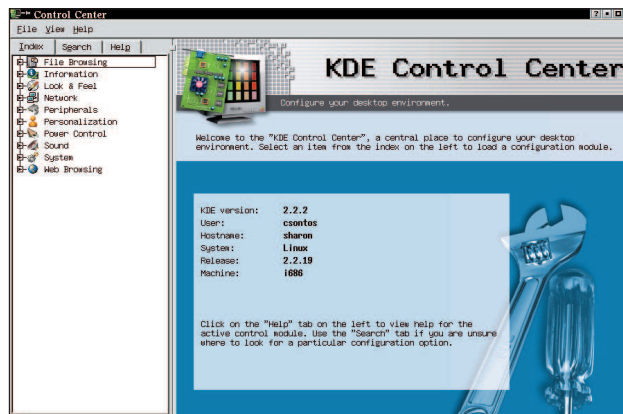 Control Center
File View Help
Index Search Help
File Browsing
Information
Look & Feel
Network
Peripherals
Personalization
Power Control
Sound
System
Web Browsing
KDE Control Center
Configure your desktop environment.
Welcome to the "KDE Control Center", a central place to configure your desktop
environment. Select an item from the index on the left to load a configuration module.
KDE version: 2.2.2
User: csontos
Hostname: sharon
System: Linux
Release: 2.2.19
Machine: i686
Click on the "Help" tab on the left to view help for the
active control module. Use the "Search" tab if you are unsure
where to look for a particular configuration option.